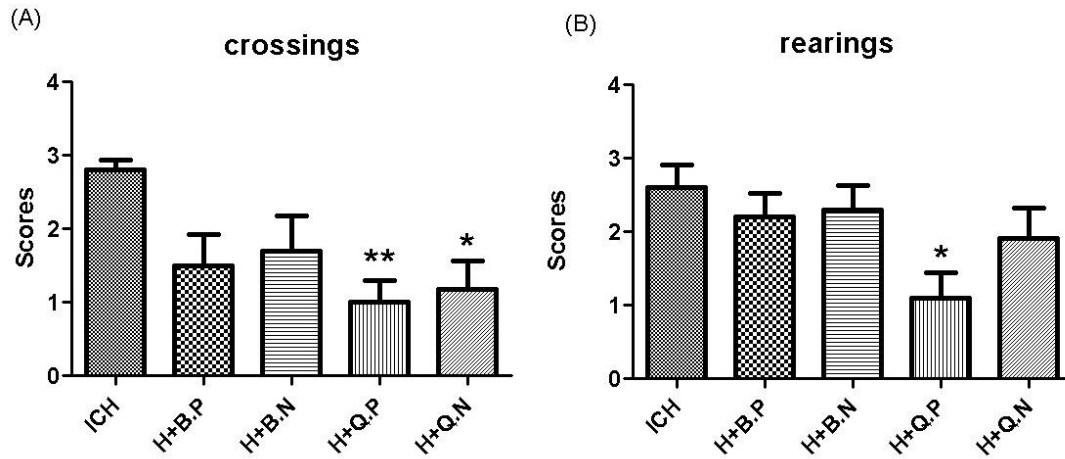 (A)
crossings
Scores
4
3
2
1
0
**
*
ICH
H+B.P
H+B.N
H+Q.P
H+Q.N
(B)
rearings
Scores
4
3
2
1
0
*
ICH
H+B.P
H+B.N
H+Q.P
H+Q.N